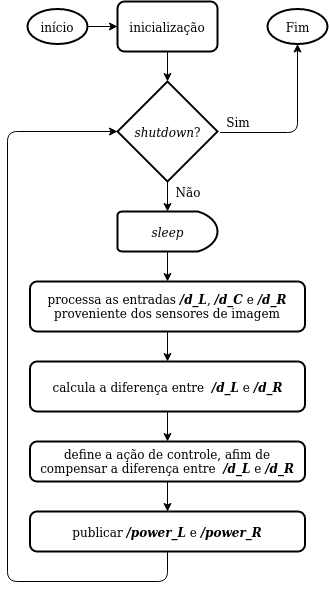 início
inicialização
Fim
shutdown?
Sim
Não
sleep
processa as entradas /d_L, /d_C e /d_R
proveniente dos sensores de imagem
calcula a diferença entre /d_L e /d_R
define a ação de controle, afim de
compensar a diferença entre /d_L e /d_R
publicar /power_L e /power_R